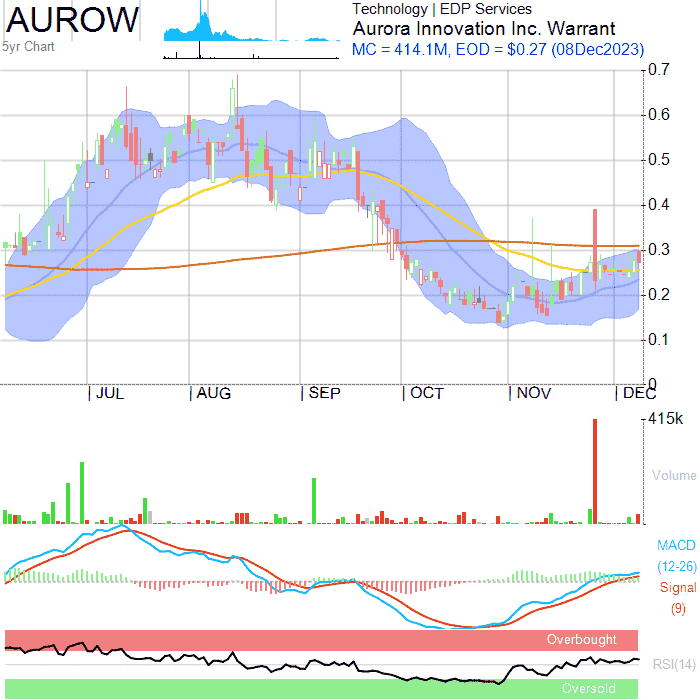 AUROW
5yr Chart
Technology | EDP Services
Aurora Innovation Inc. Warrant
MC = 414.1M, EOD = $0.27 (08Dec2023)
0.7
0.6
0.5
0.4
0.3
0.2
0.1
0
JUL AUG SEP OCT NOV DEC
415k
Volume
MACD
(12-26)
Signal
(9)
Overbought
RSI(14)
Oversold